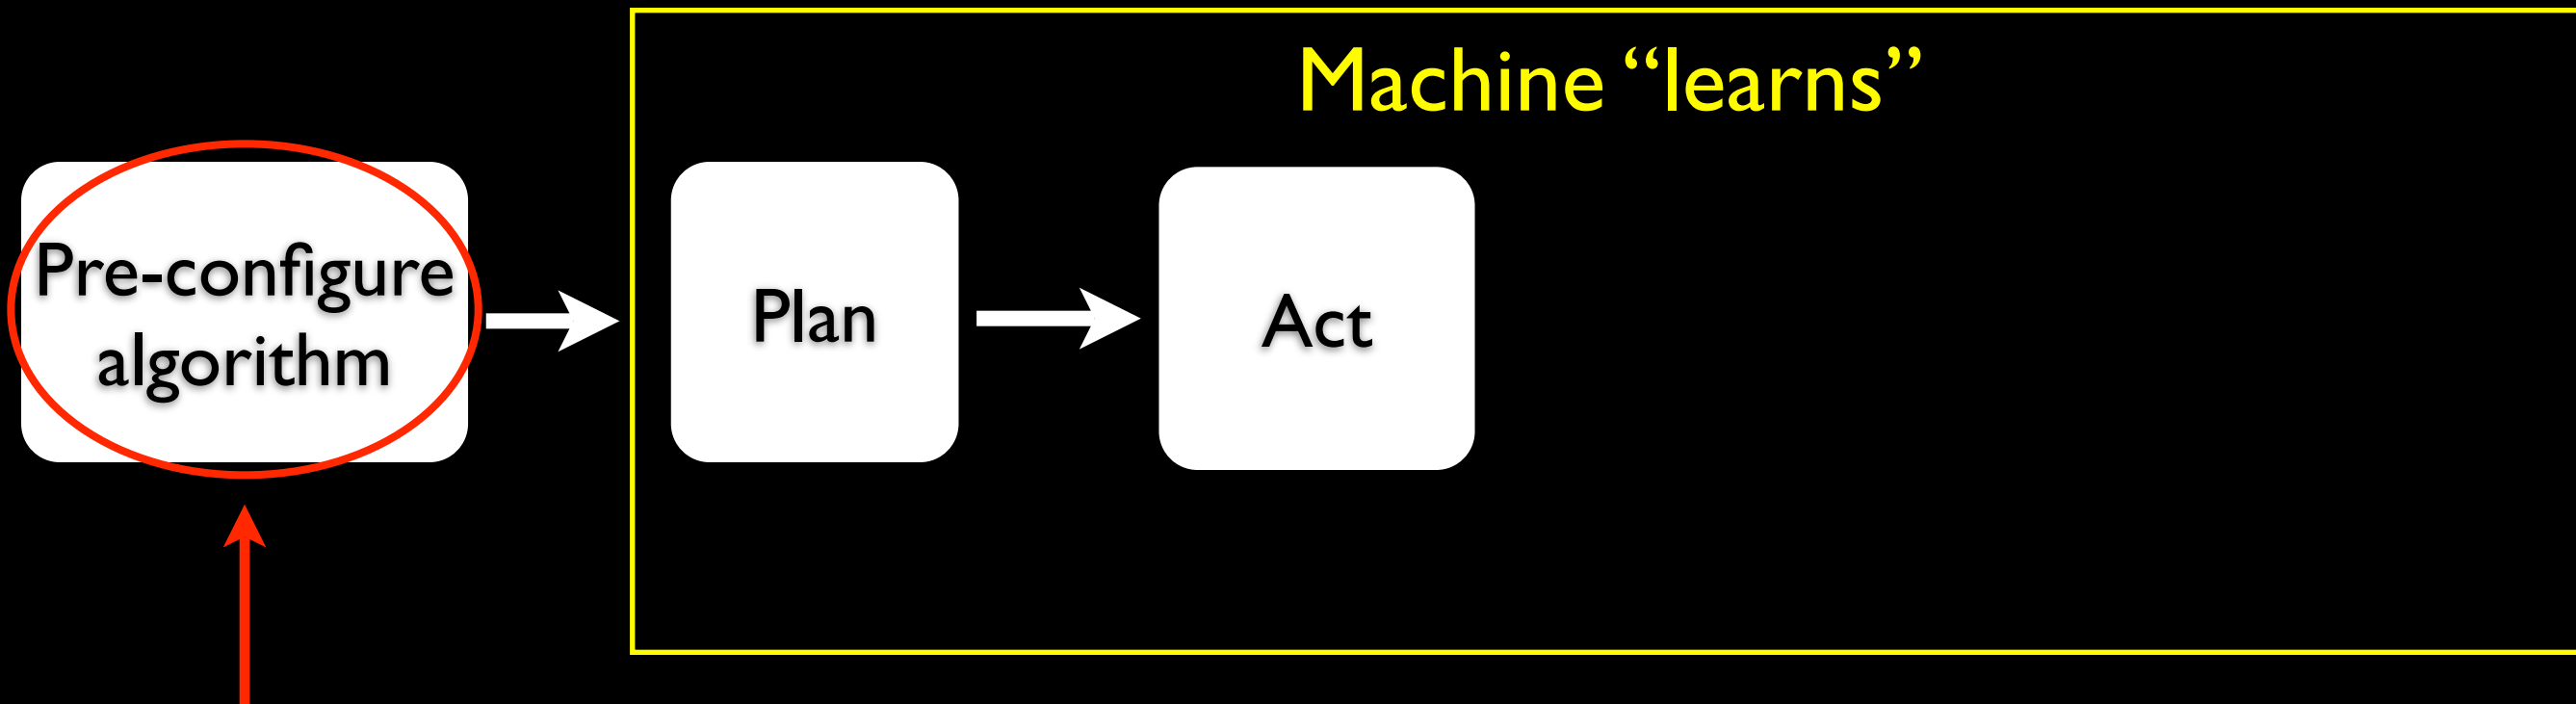 Machine “learns”
Pre-configure
algorithm
Plan
Act